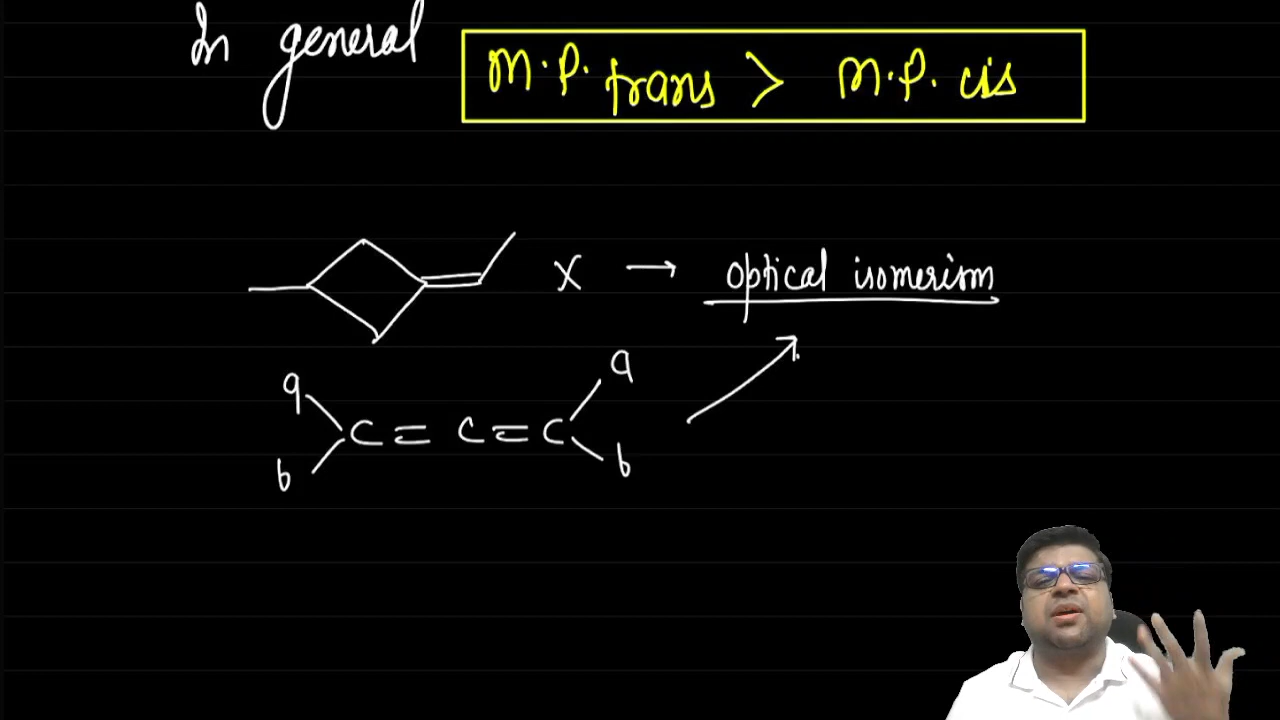 In general
M.P. trans > M.P. cis
X → optical isomerism
a a
C = C = C
b b